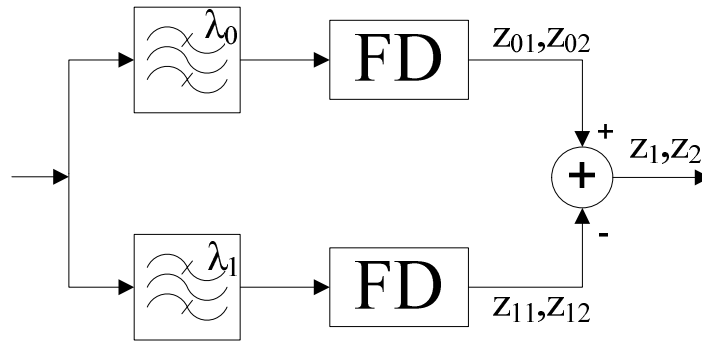 λ0
FD
z01,z02
+
+
z1,z2
-
λ1
FD
z11,z12